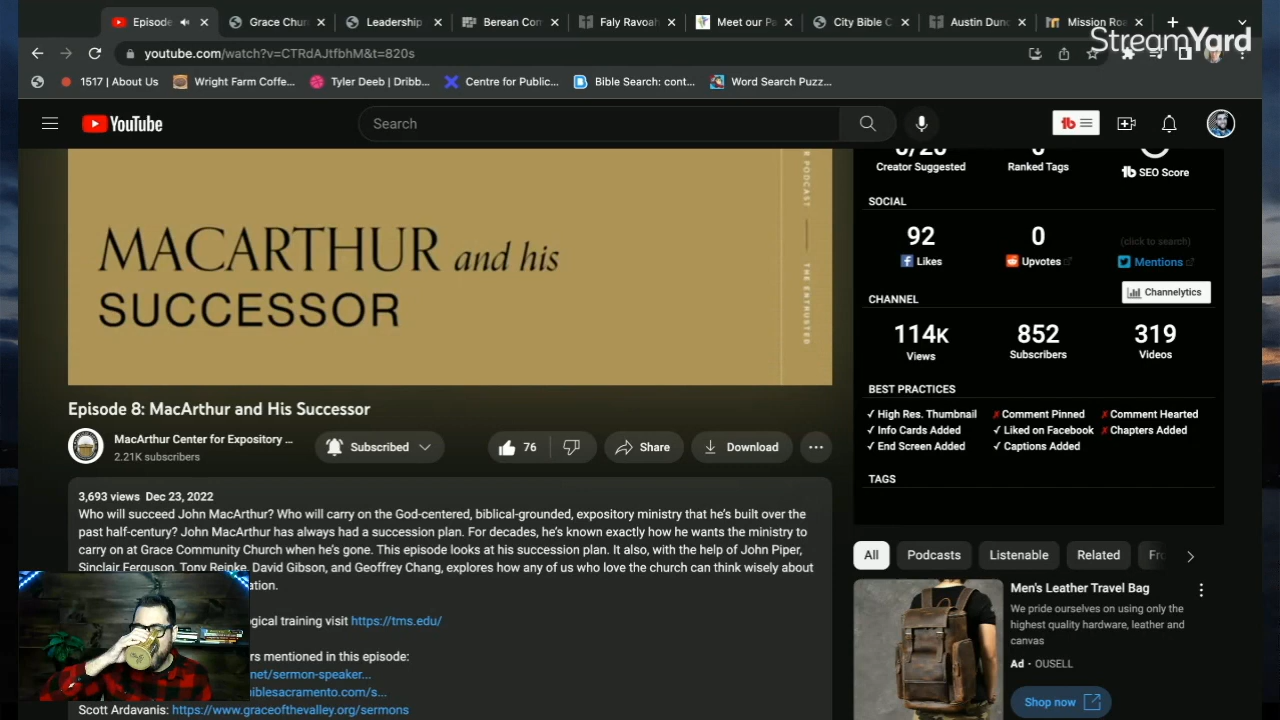 Episode
Grace Chur
Leadership
Berean Com
Faly Ravoah
Meet our Pa
City Bible C
Austin Dunc
Mission Roa
StreamYard
youtube.com/watch?v=CTRdAJtfbhM&t=820s
1517 | About Us
Wright Farm Coffe...
Tyler Deeb | Dribb...
Centre for Public...
Bible Search: cont...
Word Search Puzz...
YouTube
Search
tb
R PODCAST
THE ENTRUSTED
MACARTHUR and his
SUCCESSOR
Creator Suggested
Ranked Tags
tb SEO Score
SOCIAL
92
Likes
0
Upvotes
(click to search)
Mentions
CHANNEL
Channelytics
114K
Views
852
Subscribers
319
Videos
BEST PRACTICES
✓ High Res. Thumbnail ✗ Comment Pinned ✗ Comment Hearted
✓ Info Cards Added ✓ Liked on Facebook ✗ Chapters Added
✓ End Screen Added ✓ Captions Added
TAGS
Episode 8: MacArthur and His Successor
MacArthur Center for Expository ...
2.21K subscribers
Subscribed
76
Share
Download
3,693 views Dec 23, 2022
Who will succeed John MacArthur? Who will carry on the God-centered, biblical-grounded, expository ministry that he's built over the
past half-century? John MacArthur has always had a succession plan. For decades, he's known exactly how he wants the ministry to
carry on at Grace Community Church when he's gone. This episode looks at his succession plan. It also, with the help of John Piper,
Sinclair Ferguson, Tony Reinke, David Gibson, and Geoffrey Chang, explores how any of us who love the church can think wisely about
ation.
ogical training visit https://tms.edu/
rs mentioned in this episode:
net/sermon-speaker...
iblesacramento.com/s...
Scott Ardavanis: https://www.graceofthevalley.org/sermons
All
Podcasts
Listenable
Related
Fr
Men's Leather Travel Bag
We pride ourselves on using only the
highest quality hardware, leather and
canvas
Ad · OUSELL
Shop now